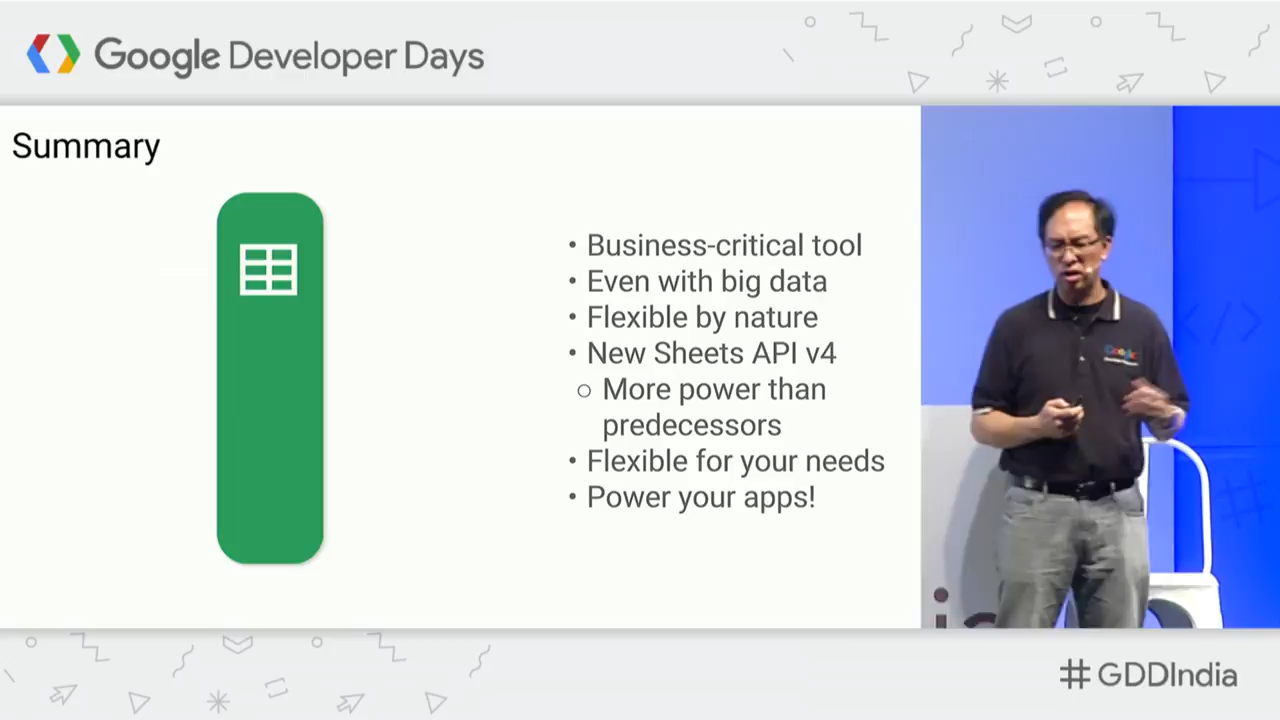 Google Developer Days
Summary
• Business-critical tool
• Even with big data
• Flexible by nature
• New Sheets API v4
○ More power than
predecessors
• Flexible for your needs
• Power your apps!
Google
</>
#
#GDDIndia